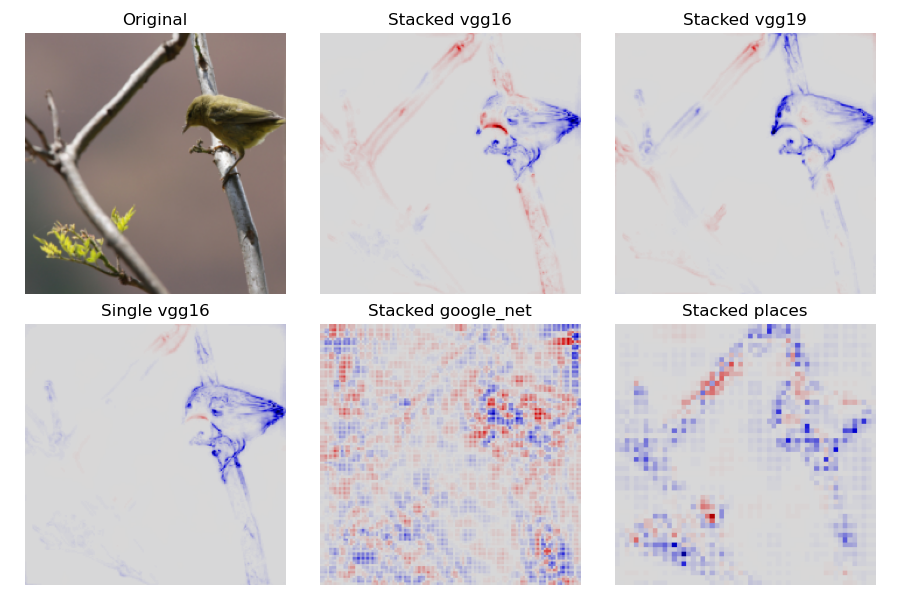 Original
Stacked vgg16
Stacked vgg19
Single vgg16
Stacked google_net
Stacked places